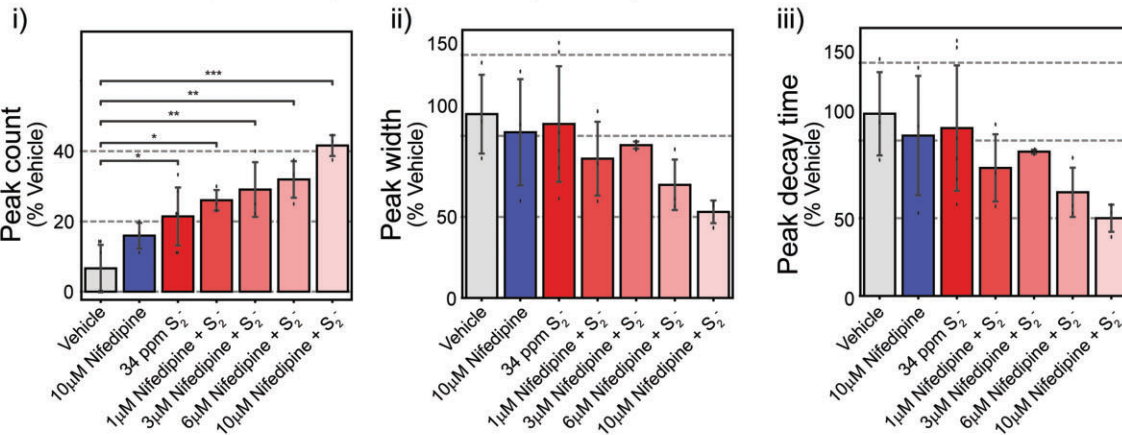 i)
Peak count
(% Vehicle)
***
**
**
*
*
40
20
0
Vehicle
10μM Nifedipine
34 ppm S₂⁻
1μM Nifedipine + S₂⁻
3μM Nifedipine + S₂⁻
6μM Nifedipine + S₂⁻
10μM Nifedipine + S₂⁻
ii)
Peak width
(% Vehicle)
150
100
50
0
Vehicle
10μM Nifedipine
34 ppm S₂⁻
1μM Nifedipine + S₂⁻
3μM Nifedipine + S₂⁻
6μM Nifedipine + S₂⁻
10μM Nifedipine + S₂⁻
iii)
Peak decay time
(% Vehicle)
150
100
50
0
Vehicle
10μM Nifedipine
34 ppm S₂⁻
1μM Nifedipine + S₂⁻
3μM Nifedipine + S₂⁻
6μM Nifedipine + S₂⁻
10μM Nifedipine + S₂⁻